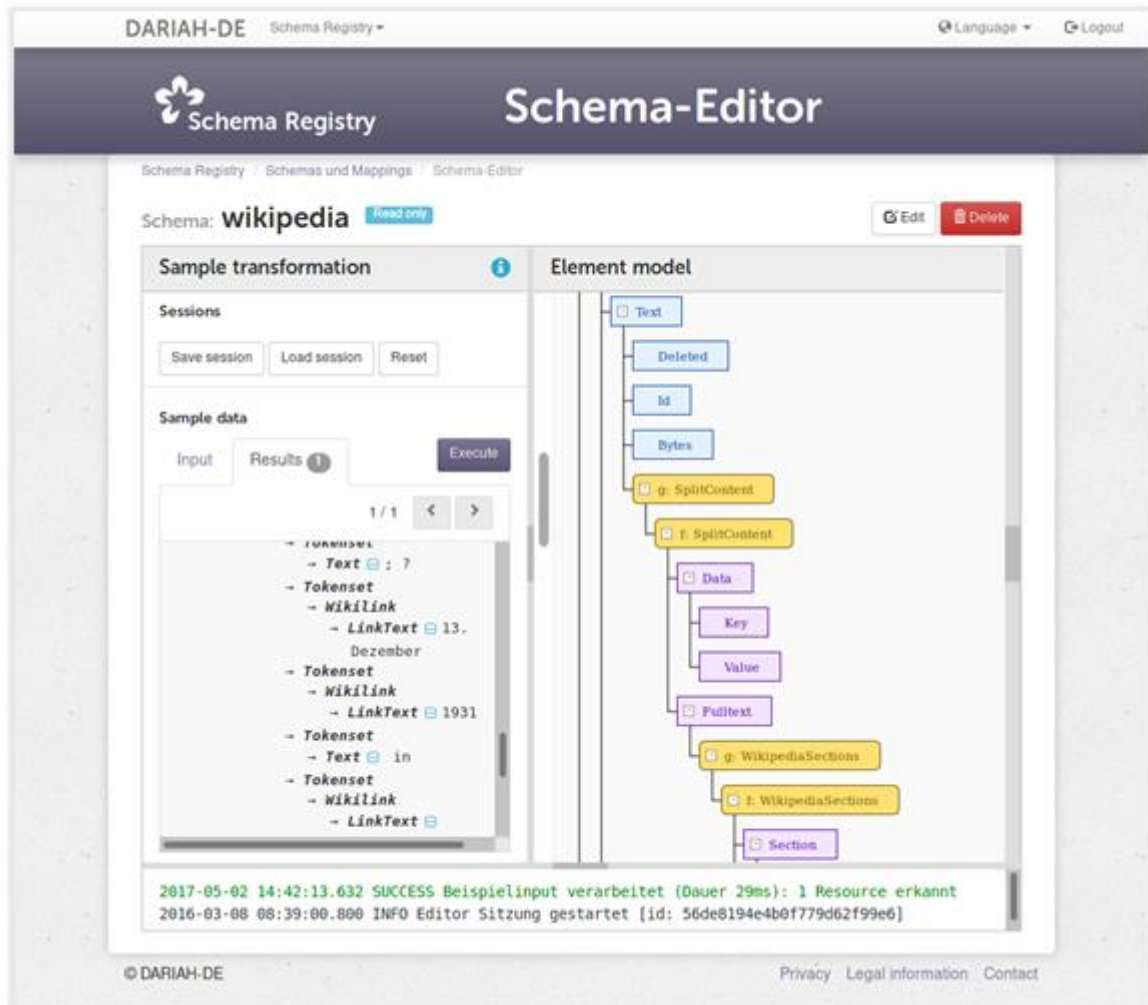 DARIAH-DE Schema Registry Language Logout
Schema Registry Schema-Editor
Schema Registry / Schemas und Mappings / Schema-Editor
Schema: wikipedia Read only Edit Delete
Sample transformation
Sessions
Save session Load session Reset
Sample data
Input Results 1 Execute
1 / 1 < >
→ Tokenset
→ Text ; ?
→ Tokenset
→ Wikilink
→ LinkText 13.
Dezember
→ Tokenset
→ Wikilink
→ LinkText 1931
→ Tokenset
→ Text in
→ Tokenset
→ Wikilink
→ LinkText
Element model
Text
Deleted
Id
Bytes
g: SplitContent
f: SplitContent
Data
Key
Value
Fulltext
g: WikipediaSections
f: WikipediaSections
Section
2017-05-02 14:42:13.632 SUCCESS Beispielinput verarbeitet (Dauer 29ms): 1 Resource erkannt
2016-03-08 08:39:00.800 INFO Editor Sitzung gestartet [id: 56de8194e4b0f779d62f99e6]
© DARIAH-DE Privacy Legal information Contact